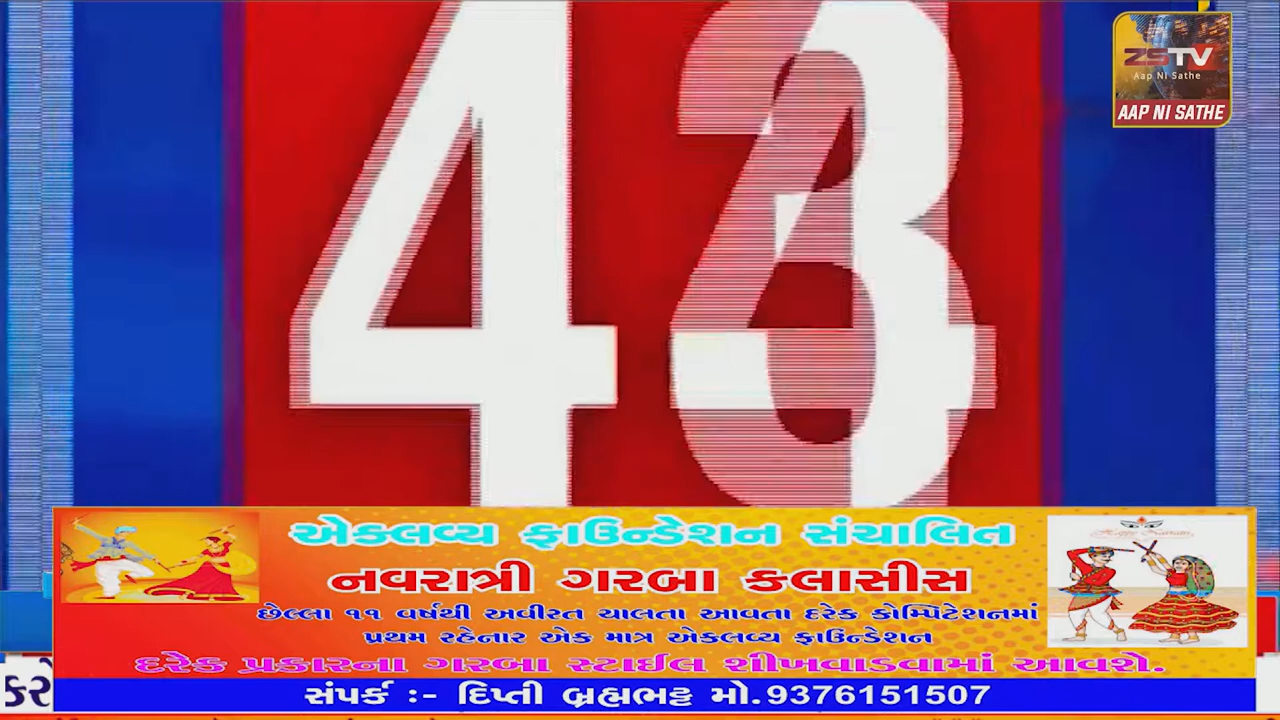 43
ZSTV
Aap Ni Sathe
AAP NI SATHE
એકલવ્ય ફાઉન્ડેશન સંચાલિત
નવરાત્રી ગરબા કલાસીસ
છેલ્લા ૧૧ વર્ષથી અવીરત ચાલતા આવતા દરેક કોમ્પિટેશનમાં
પ્રથમ રહેનાર એક માત્ર એકલવ્ય ફાઉન્ડેશન
દરેક પ્રકારના ગરબા સ્ટાઈલ શીખવાડવામાં આવશે.
કરે
સંપર્ક :- દિપ્તી બ્રહ્મભટ્ટ મો.9376151507